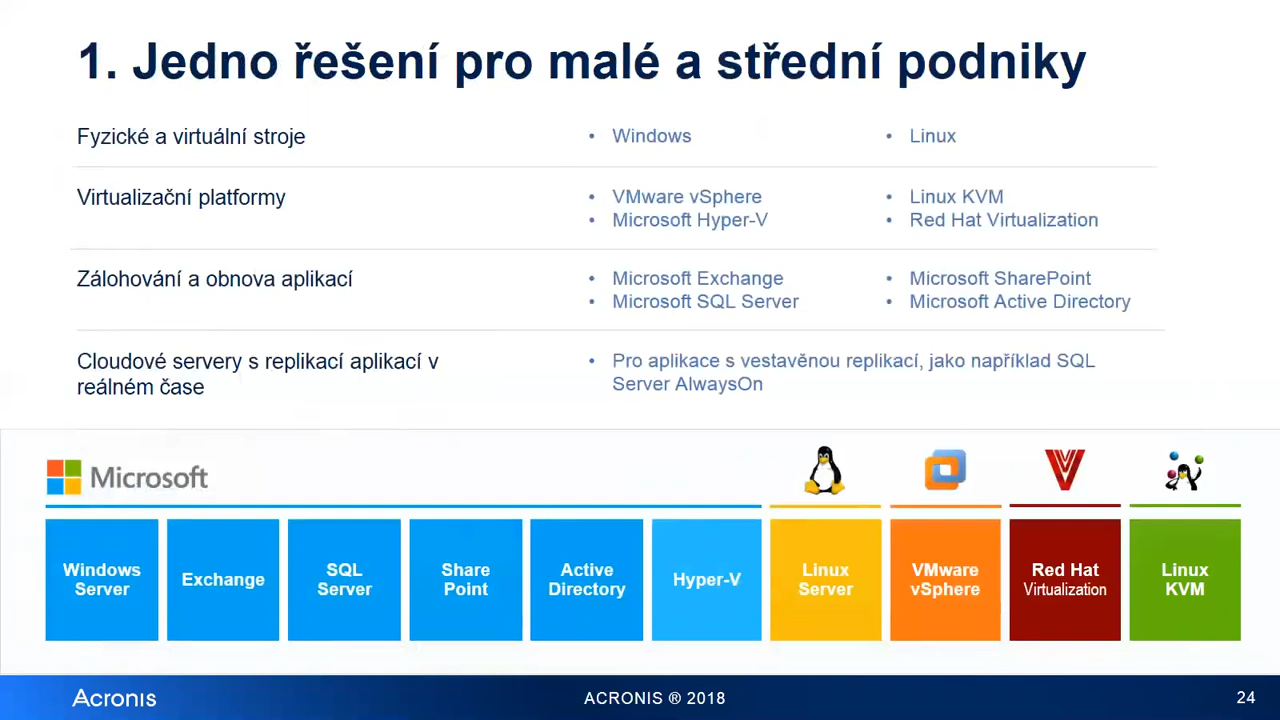 1. Jedno řešení pro malé a střední podniky
Fyzické a virtuální stroje
• Windows
• Linux
Virtualizační platformy
• VMware vSphere
• Microsoft Hyper-V
• Linux KVM
• Red Hat Virtualization
Zálohování a obnova aplikací
• Microsoft Exchange
• Microsoft SQL Server
• Microsoft SharePoint
• Microsoft Active Directory
Cloudové servery s replikací aplikací v
reálném čase
• Pro aplikace s vestavěnou replikací, jako například SQL
Server AlwaysOn
Microsoft
Windows
Server
Exchange
SQL
Server
Share
Point
Active
Directory
Hyper-V
Linux
Server
VMware
vSphere
Red Hat
Virtualization
Linux
KVM
Acronis
ACRONIS ® 2018
24